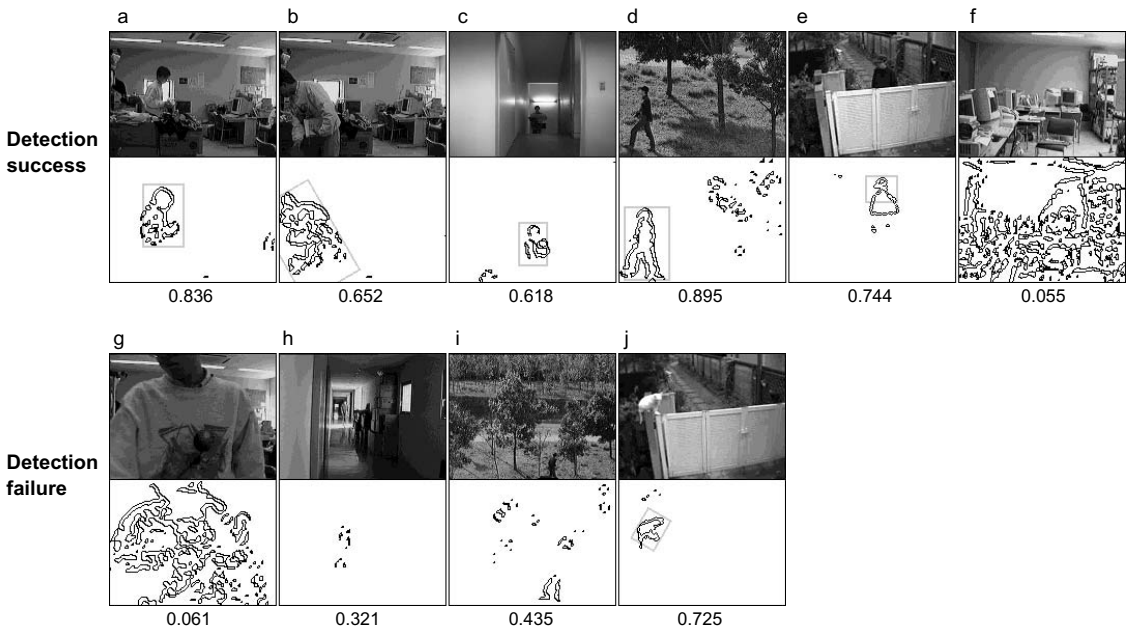 a b c d e f
Detection
success
0.836 0.652 0.618 0.895 0.744 0.055
g h i j
Detection
failure
0.061 0.321 0.435 0.725